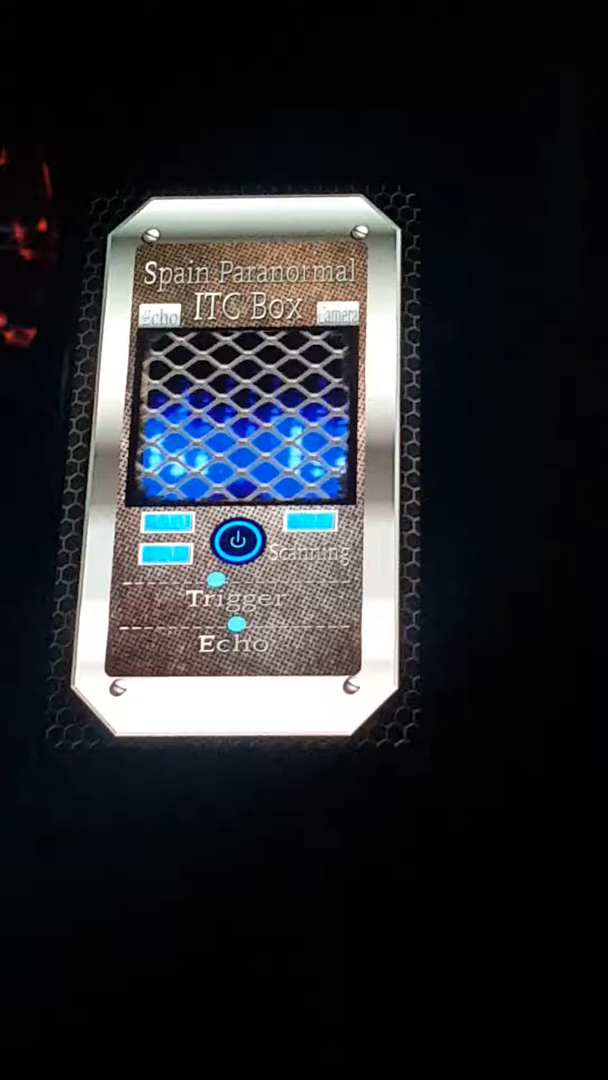 Spain Paranormal
ITC Box
Echo
Camera
Scanning
Trigger
Echo